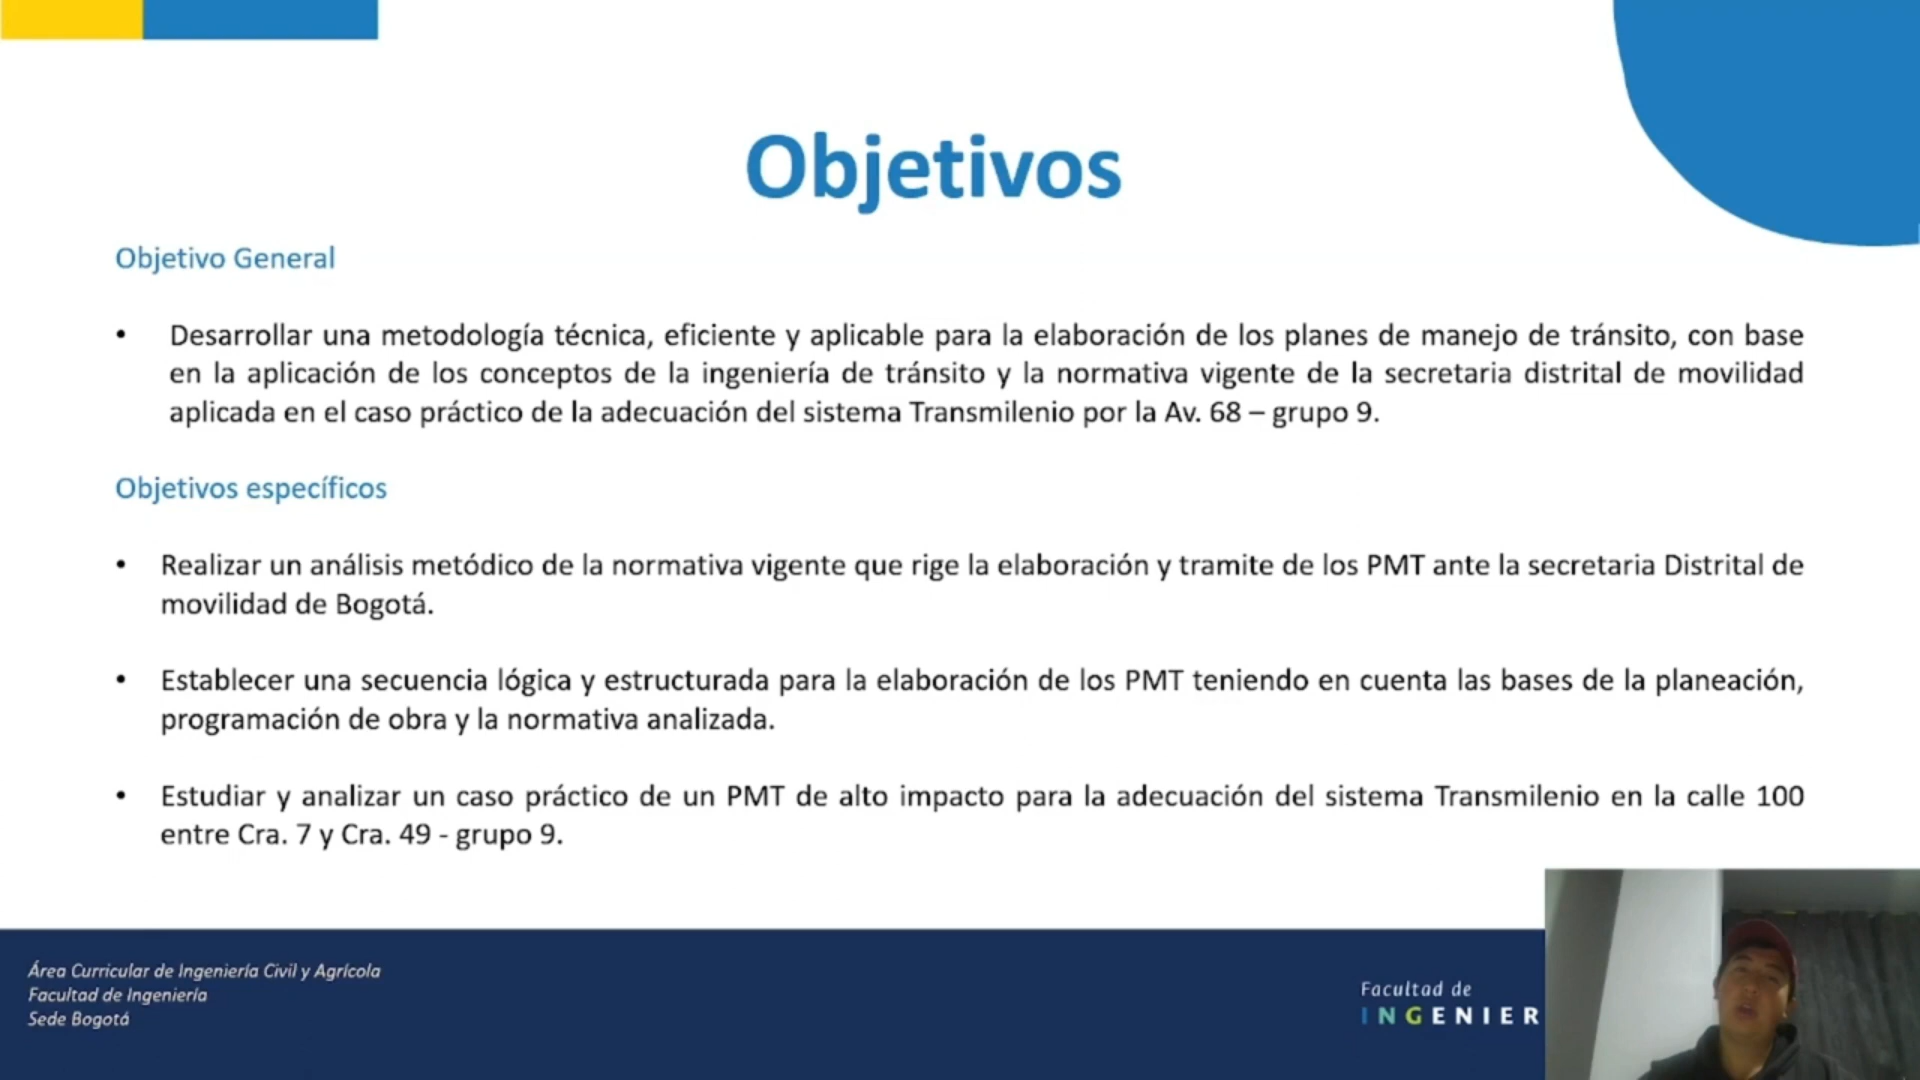 Objetivos
Objetivo General
• Desarrollar una metodología técnica, eficiente y aplicable para la elaboración de los planes de manejo de tránsito, con base
en la aplicación de los conceptos de la ingeniería de tránsito y la normativa vigente de la secretaria distrital de movilidad
aplicada en el caso práctico de la adecuación del sistema Transmilenio por la Av. 68 – grupo 9.
Objetivos específicos
• Realizar un análisis metódico de la normativa vigente que rige la elaboración y tramite de los PMT ante la secretaria Distrital de
movilidad de Bogotá.
• Establecer una secuencia lógica y estructurada para la elaboración de los PMT teniendo en cuenta las bases de la planeación,
programación de obra y la normativa analizada.
• Estudiar y analizar un caso práctico de un PMT de alto impacto para la adecuación del sistema Transmilenio en la calle 100
entre Cra. 7 y Cra. 49 - grupo 9.
Área Curricular de Ingeniería Civil y Agrícola
Facultad de Ingeniería
Sede Bogotá
Facultad de
INGENIER